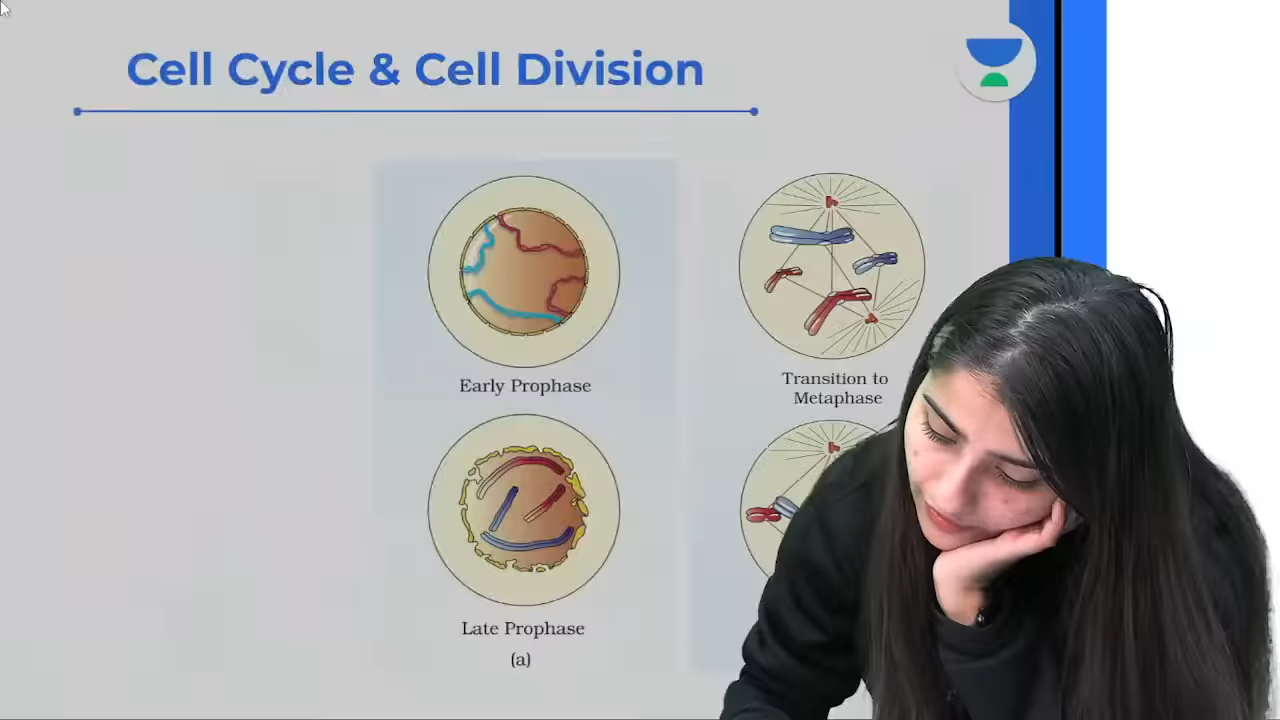 Cell Cycle & Cell Division
Early Prophase
Transition to
Metaphase
Late Prophase
(a)